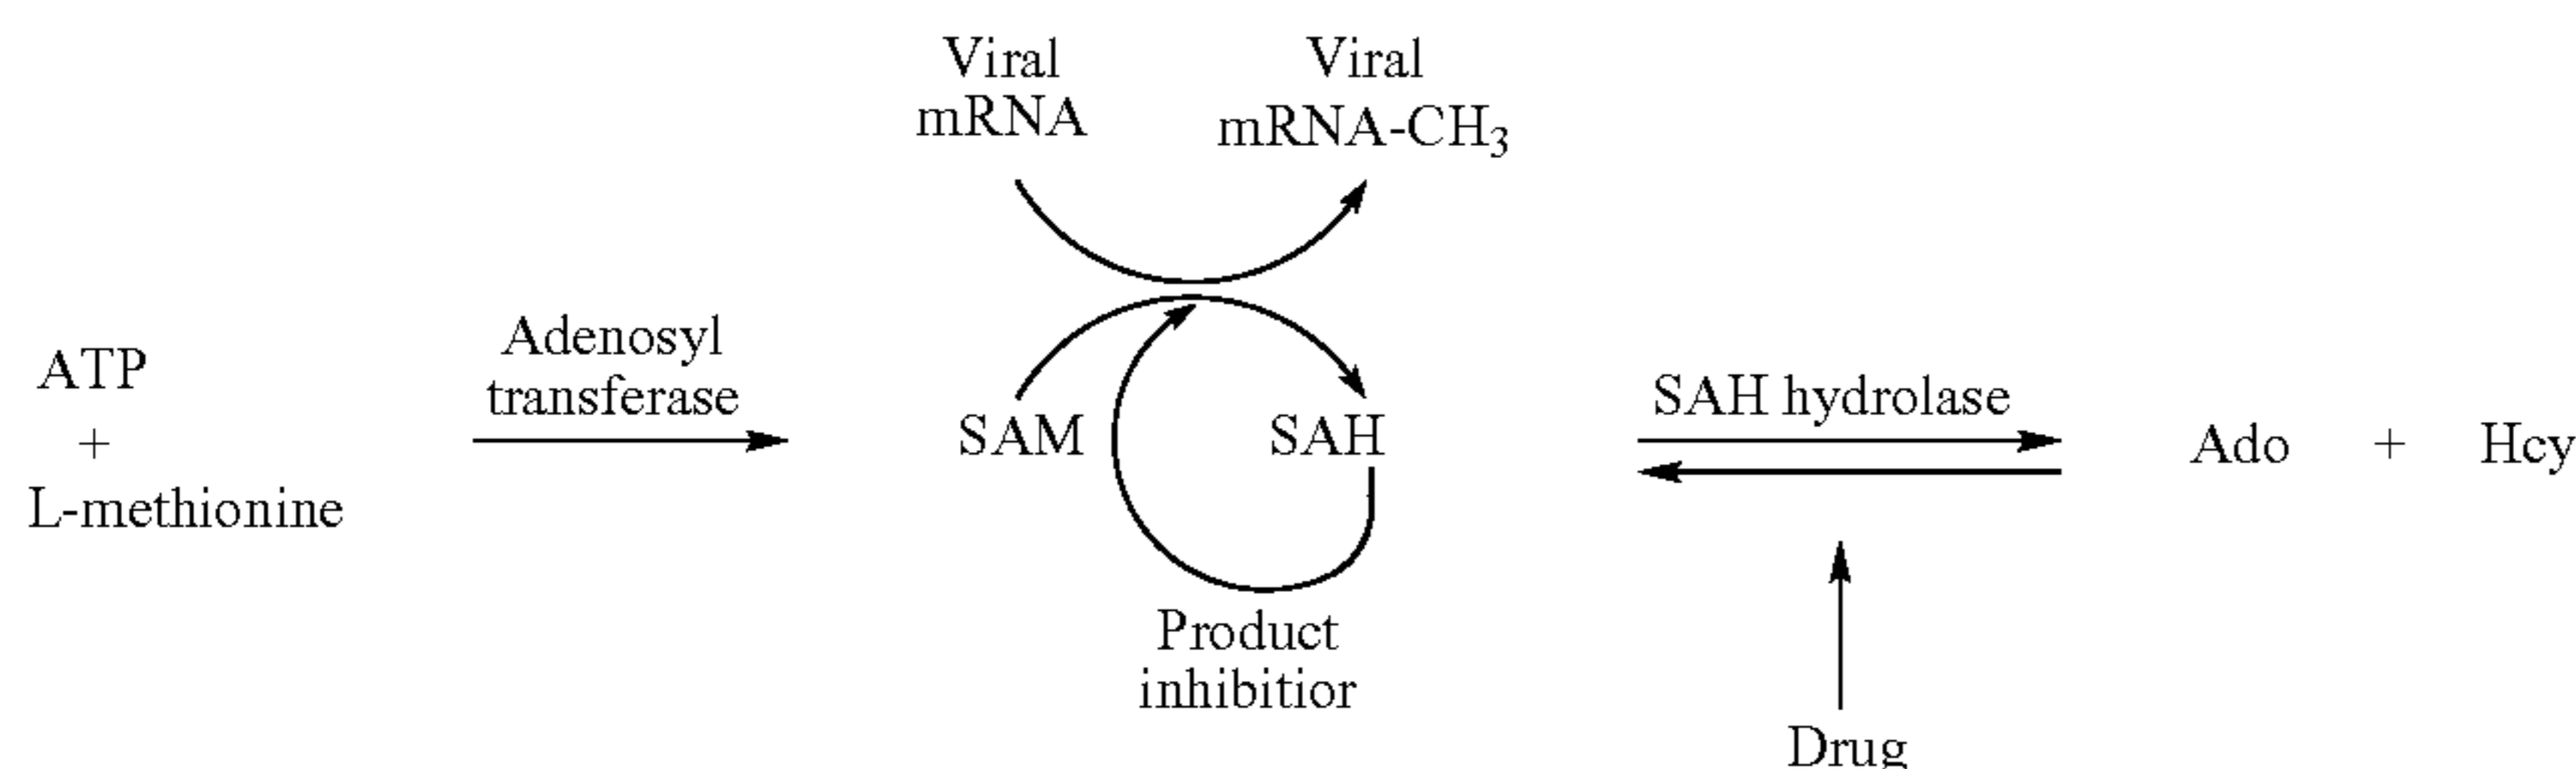 Viral
mRNA
Viral
mRNA-CH₃
ATP
+
L-methionine
Adenosyl
transferase
SAM
SAH
Product
inhibitior
SAH hydrolase
Ado + Hcy
Drug